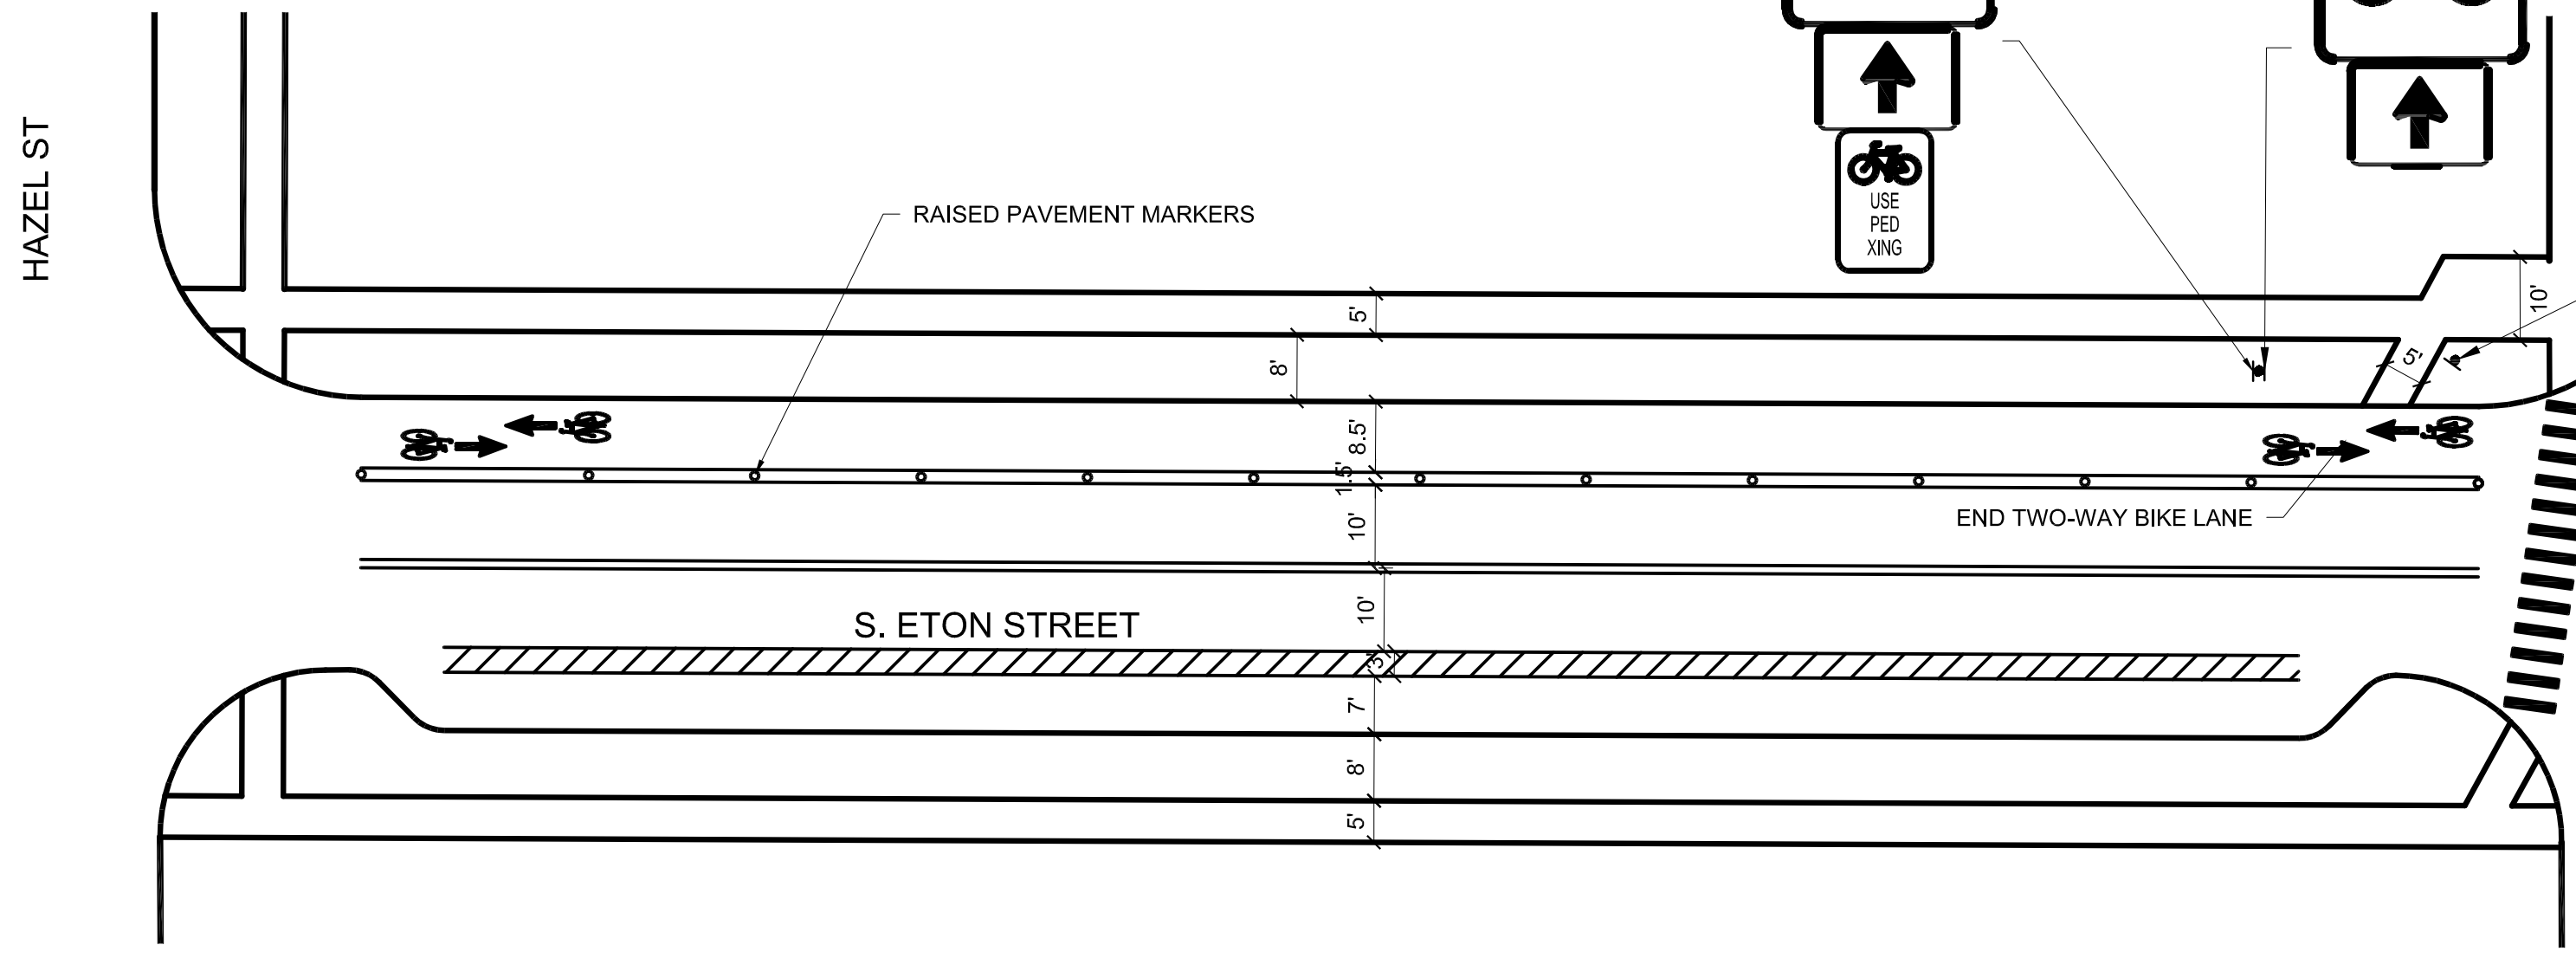 HAZEL ST
RAISED PAVEMENT MARKERS
USE
PED
XING
5'
8'
10'
5'
8.5'
1.5'
10'
END TWO-WAY BIKE LANE
10'
S. ETON STREET
3'
7'
8'
5'